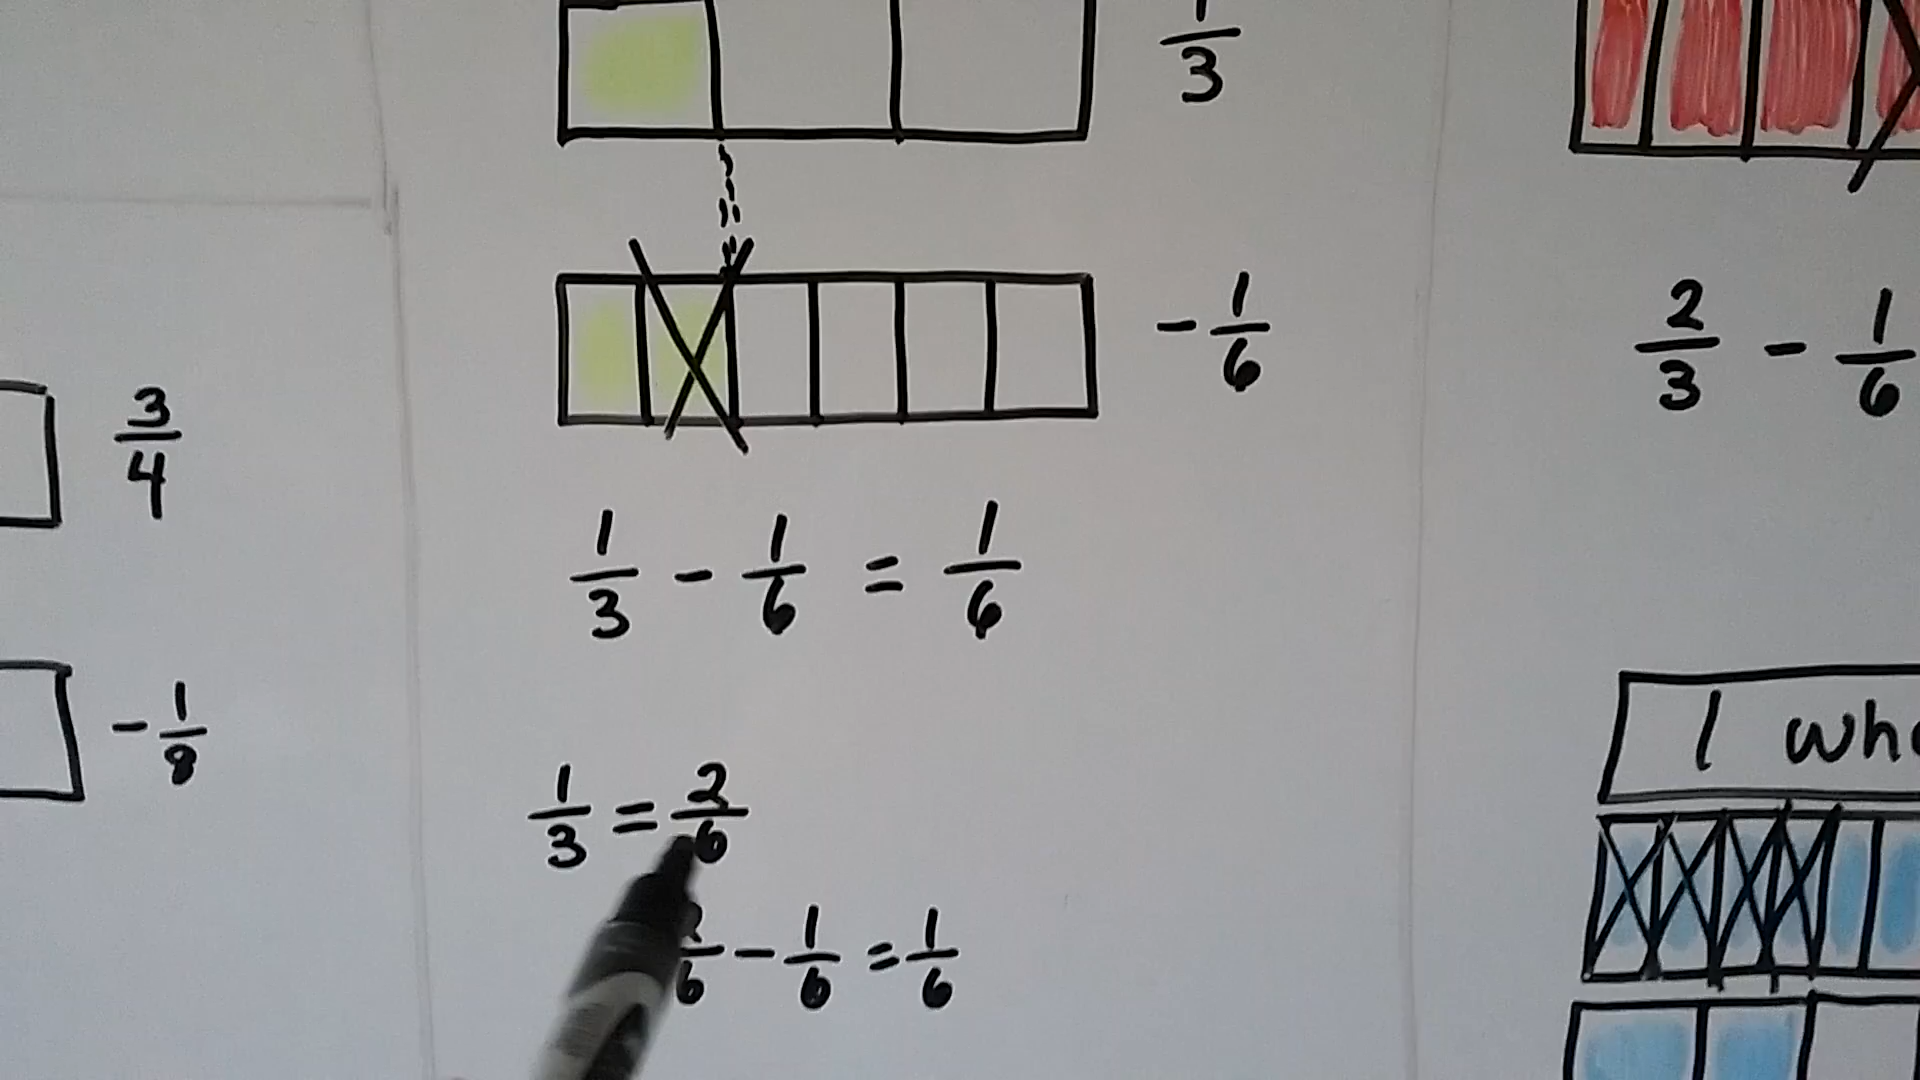 1/3
- 1/6
1/3 - 1/6 = 1/6
1/3 = 2/6
2/6 - 1/6 = 1/6
3/4
- 1/8
2/3 - 1/6
1 who